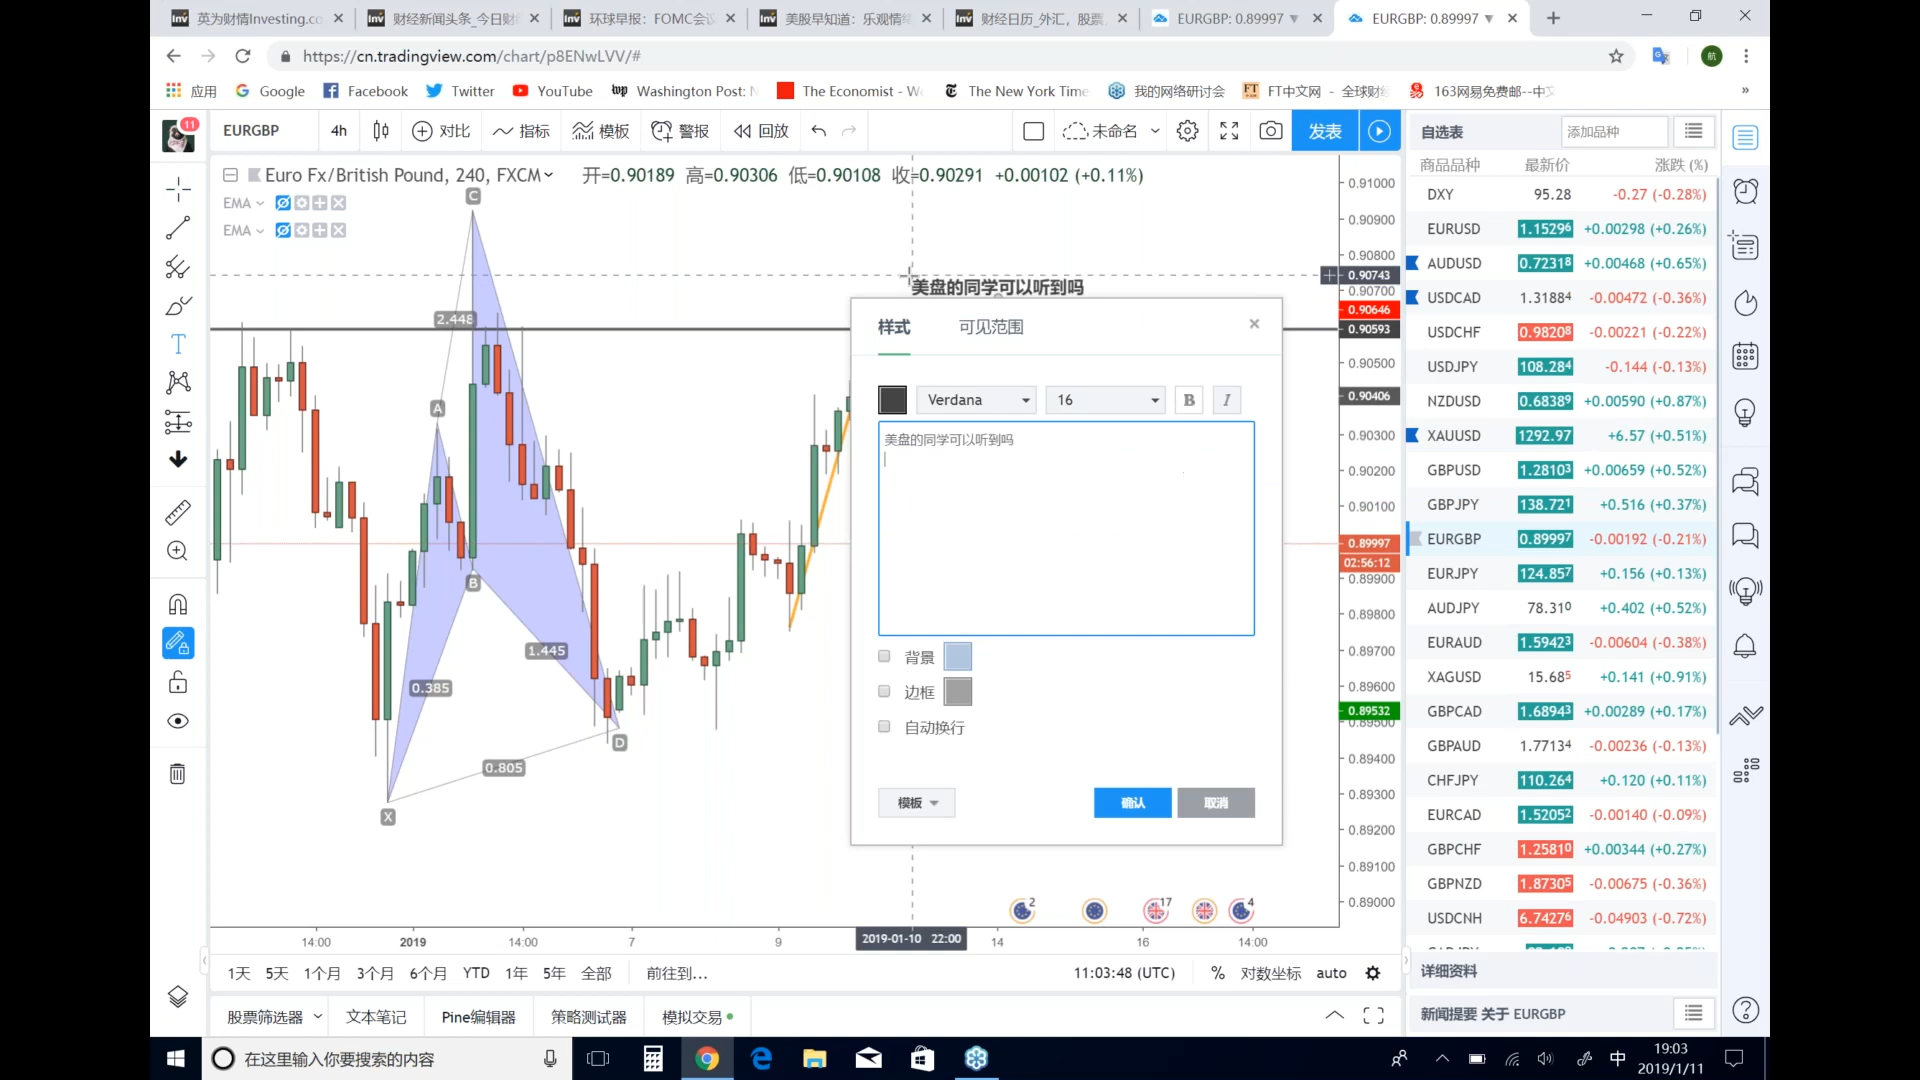 英为财情Investing.co
财经新闻头条_今日财
环球早报：FOMC会议
美股早知道：乐观情绪
财经日历_外汇，股票
EURGBP: 0.89997
EURGBP: 0.89997
https://cn.tradingview.com/chart/p8ENwLVV/#
航
应用 Google Facebook Twitter YouTube Washington Post: The Economist - The New York Time 我的网络研讨会 FT中文网 - 全球财经 163网易免费邮--中文
11 EURGBP 4h 对比 指标 模板 警报 回放 未命名 发表
Euro Fx/British Pound, 240, FXCM 开=0.90189 高=0.90306 低=0.90108 收=0.90291 +0.00102 (+0.11%)
EMA
EMA
C
2.448
A
B
1.445
0.385
D
0.805
X
美盘的同学可以听到吗
样式 可见范围
Verdana 16 B I
美盘的同学可以听到吗
背景
边框
自动换行
模板 确认 取消
0.91000
0.90900
0.90800
0.90743
0.90700
0.90646
0.90593
0.90500
0.90406
0.90300
0.90200
0.90100
0.89997
02:56:12
0.89900
0.89800
0.89700
0.89600
0.89532
0.89500
0.89400
0.89300
0.89200
0.89100
0.89000
2 17 4
14:00 2019 14:00 7 9 2019-01-10 22:00 14 16 14:00
1天 5天 1个月 3个月 6个月 YTD 1年 5年 全部 前往到... 11:03:48 (UTC) % 对数坐标 auto
股票筛选器 文本笔记 Pine编辑器 策略测试器 模拟交易
自选表 添加品种
商品品种 最新价 涨跌 (%)
DXY 95.28 -0.27 (-0.28%)
EURUSD 1.15296 +0.00298 (+0.26%)
AUDUSD 0.72318 +0.00468 (+0.65%)
USDCAD 1.31884 -0.00472 (-0.36%)
USDCHF 0.98208 -0.00221 (-0.22%)
USDJPY 108.284 -0.144 (-0.13%)
NZDUSD 0.68389 +0.00590 (+0.87%)
XAUUSD 1292.97 +6.57 (+0.51%)
GBPUSD 1.28103 +0.00659 (+0.52%)
GBPJPY 138.721 +0.516 (+0.37%)
EURGBP 0.89997 -0.00192 (-0.21%)
EURJPY 124.857 +0.156 (+0.13%)
AUDJPY 78.310 +0.402 (+0.52%)
EURAUD 1.59423 -0.00604 (-0.38%)
XAGUSD 15.685 +0.141 (+0.91%)
GBPCAD 1.68943 +0.00289 (+0.17%)
GBPAUD 1.77134 -0.00236 (-0.13%)
CHFJPY 110.264 +0.120 (+0.11%)
EURCAD 1.52052 -0.00140 (-0.09%)
GBPCHF 1.25810 +0.00344 (+0.27%)
GBPNZD 1.87305 -0.00675 (-0.36%)
USDCNH 6.74276 -0.04903 (-0.72%)
详细资料
新闻提要 关于 EURGBP
在这里输入你要搜索的内容
中
19:03
2019/1/11